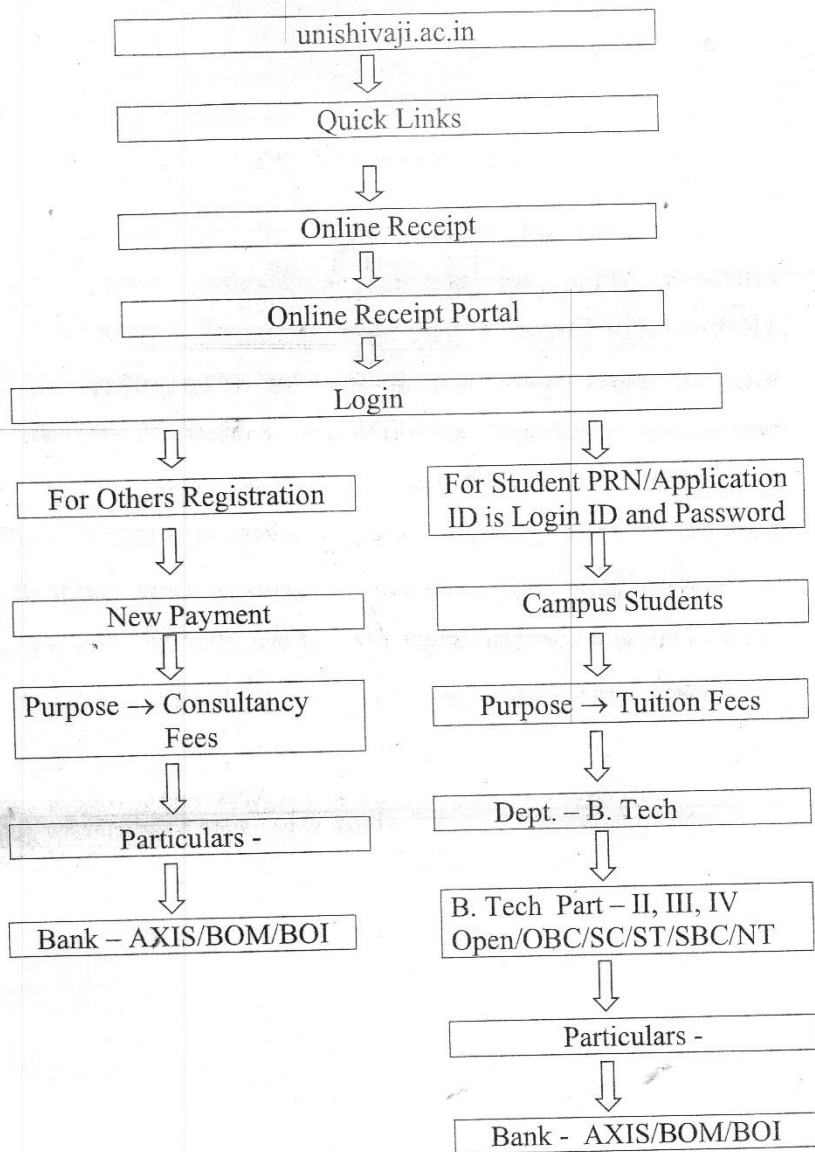 unishivaji.ac.in
Quick Links
Online Receipt
Online Receipt Portal
Login
For Others Registration
New Payment
Purpose → Consultancy
Fees
Particulars -
Bank – AXIS/BOM/BOI
For Student PRN/Application
ID is Login ID and Password
Campus Students
Purpose → Tuition Fees
Dept. - B. Tech
B. Tech Part – II, III, IV
Open/OBC/SC/ST/SBC/NT
Particulars -
Bank - AXIS/BOM/BOI